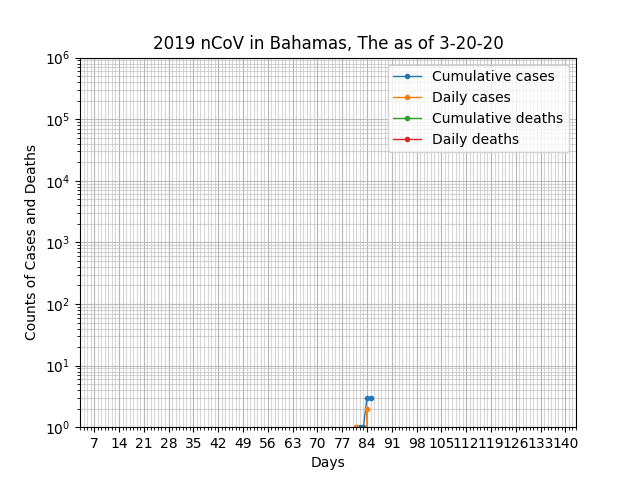 2019 nCoV in Bahamas, The as of 3-20-20
Cumulative cases
Daily cases
Cumulative deaths
Daily deaths
Counts of Cases and Deaths
10^6
10^5
10^4
10^3
10^2
10^1
10^0
7 14 21 28 35 42 49 56 63 70 77 84 91 98 105 112 119 126 133 140
Days